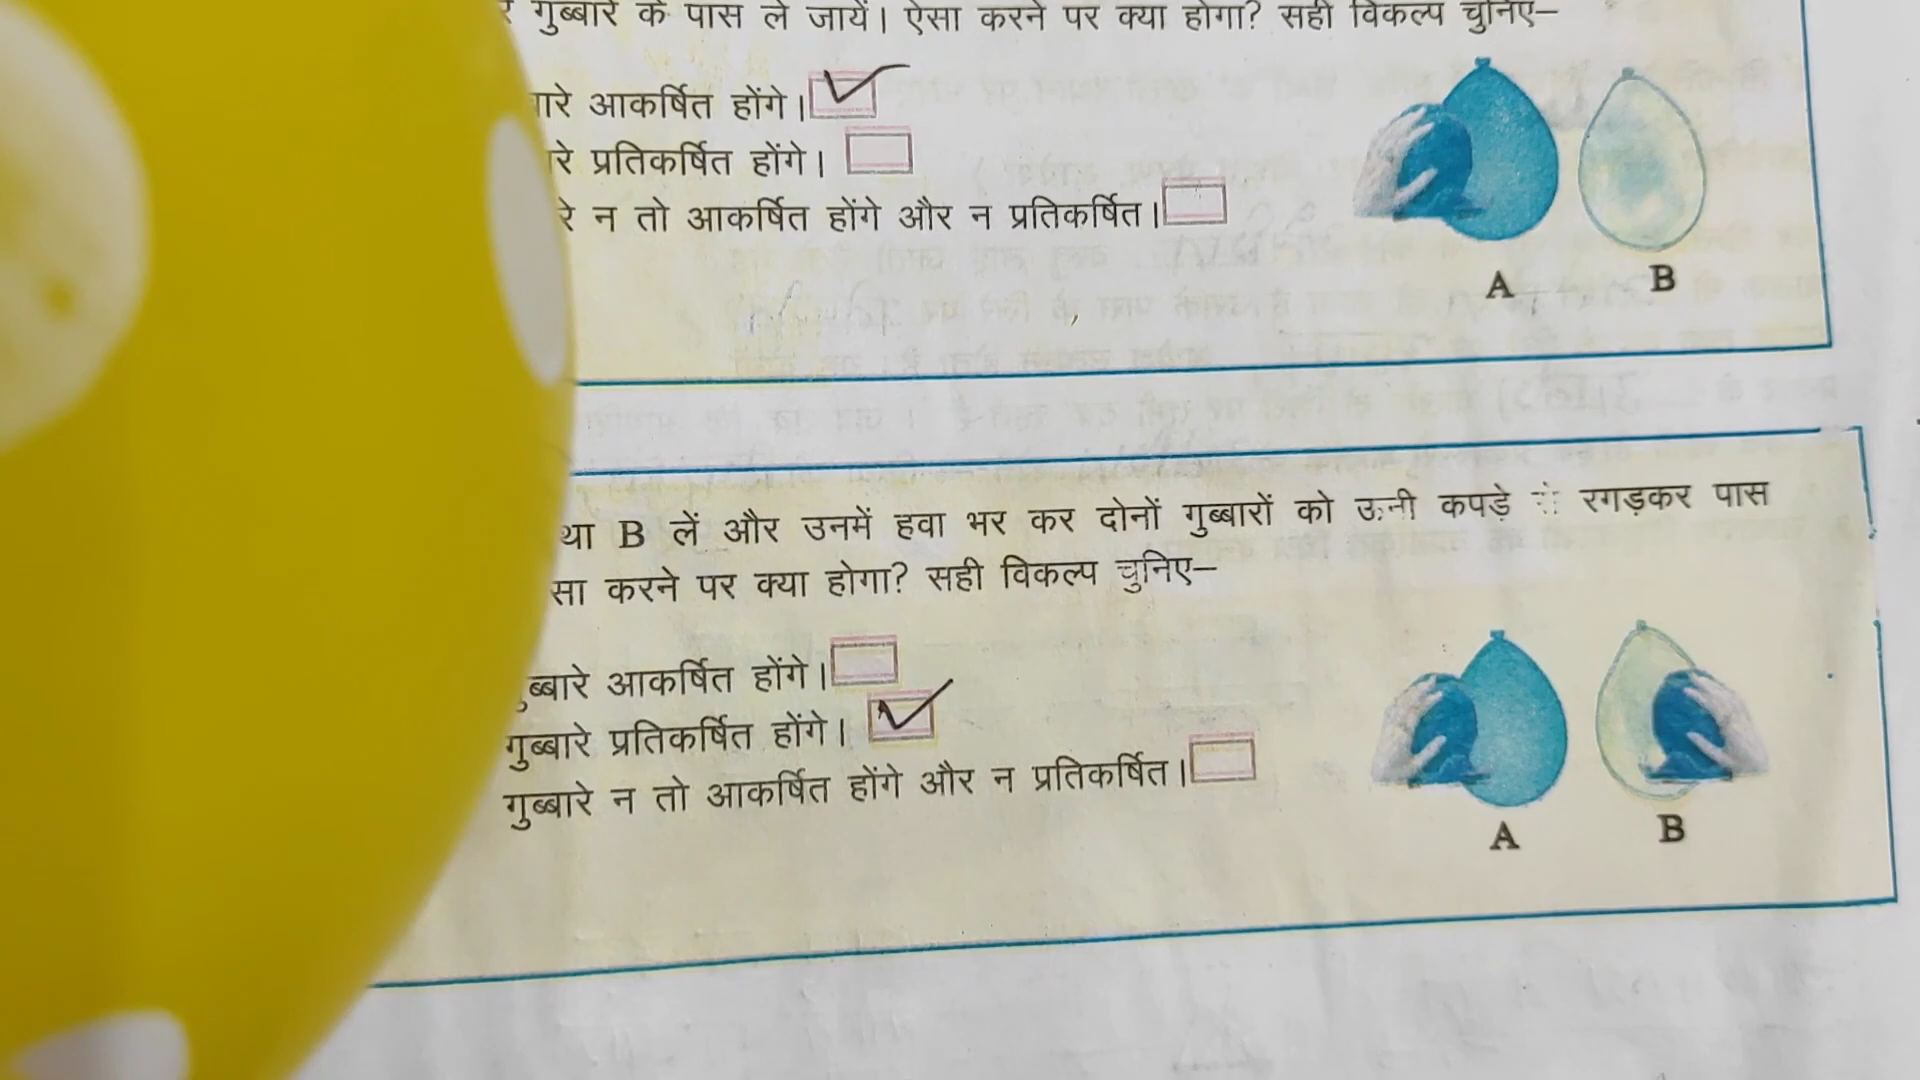 गुब्बारे के पास ले जायें। ऐसा करने पर क्या होगा? सही विकल्प चुनिए–
आकर्षित होंगे।
प्रतिकर्षित होंगे।
न तो आकर्षित होंगे और न प्रतिकर्षित।
A B
B लें और उनमें हवा भर कर दोनों गुब्बारों को ऊनी कपड़े रगड़कर पास
करने पर क्या होगा? सही विकल्प चुनिए–
आकर्षित होंगे।
गुब्बारे प्रतिकर्षित होंगे।
गुब्बारे न तो आकर्षित होंगे और न प्रतिकर्षित।
A B